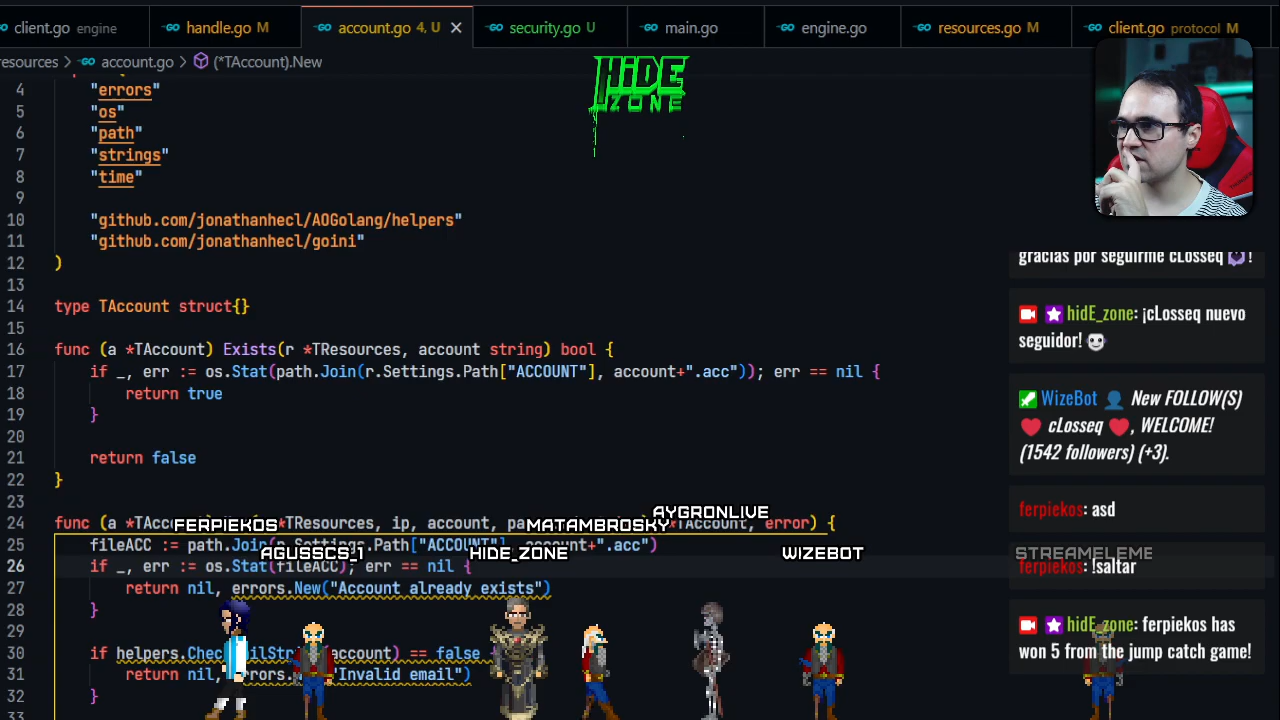 client.go engine
handle.go M
account.go 4, U
security.go U
main.go
engine.go
resources.go M
client.go protocol M
resources > account.go > (*TAccount).New
HiDE
ZONE
4 "errors"
5 "os"
6 "path"
7 "strings"
8 "time"
9
10 "github.com/jonathanhecl/AOGolang/helpers"
11 "github.com/jonathanhecl/goini"
12 )
13
14 type TAccount struct{}
15
16 func (a *TAccount) Exists(r *TResources, account string) bool {
17 if _, err := os.Stat(path.Join(r.Settings.Path["ACCOUNT"], account+".acc")); err == nil {
18 return true
19 }
20
21 return false
22 }
23
24 func (a *TAcc *TResources, ip, account, pa *TAccount, error) {
25 fileACC := path.Join(r.Settings.Path["ACCOUNT"], account+".acc")
26 if _, err := os.Stat(fileACC); err == nil {
27 return nil, errors.New("Account already exists")
28 }
29
30 if helpers.Chec ilStr account) == false
31 return nil, errors. "Invalid email")
32 }
33
FERPIEKOS
AGUSSCS_1
HIDE_ZONE
MATAMBROSKY
AYGRONLIVE
WIZEBOT
STREAMELEME
gracias por seguirme cLosseq !
hidE_zone: ¡cLosseq nuevo
seguidor!
WizeBot New FOLLOW(S)
cLosseq , WELCOME!
(1542 followers) (+3).
ferpiekos: asd
ferpiekos: !saltar
hidE_zone: ferpiekos has
won 5 from the jump catch game!